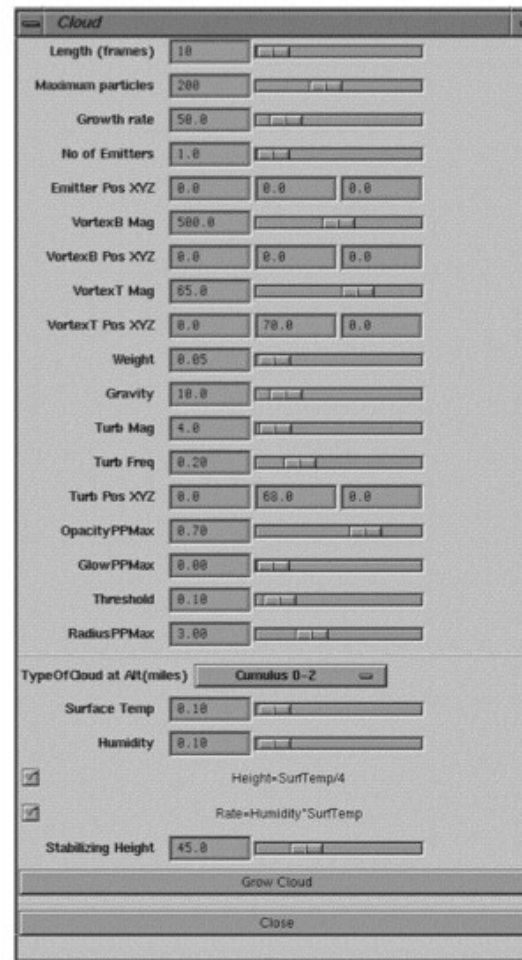 Cloud
Length (frames) 10
Maximum particles 200
Growth rate 50.0
No of Emitters 1.0
Emitter Pos XYZ 0.0 0.0 0.0
VortexB Mag 500.0
VortexB Pos XYZ 0.0 0.0 0.0
VortexT Mag 65.0
VortexT Pos XYZ 0.0 70.0 0.0
Weight 0.05
Gravity 10.0
Turb Mag 4.0
Turb Freq 0.20
Turb Pos XYZ 0.0 68.0 0.0
OpacityPPMax 0.70
GlowPPMax 0.00
Threshold 0.10
RadiusPPMax 3.00
TypeOfCloud at Alt(miles) Cumulus 0-2
Surface Temp 0.10
Humidity 0.10
Height=SurfTemp/4
Rate=Humidity*SurfTemp
Stabilizing Height 45.0
Grow Cloud
Close